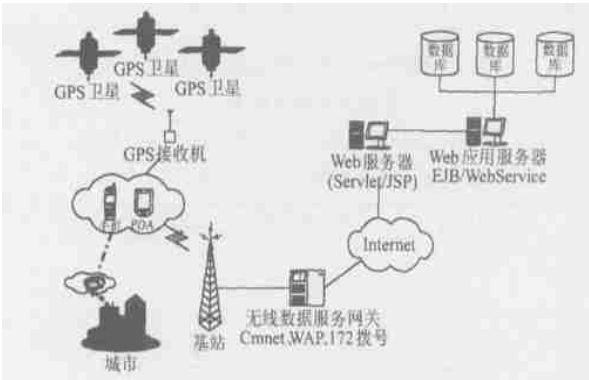 GPS卫星
GPS卫星
GPS卫星
数据库
数据库
数据库
GPS接收机
Web服务器
(Servlet/JSP)
Web应用服务器
EJB/WebService
手机
PDA
Internet
基站
无线数据服务网关
Cmnet,WAP,172拨号
城市